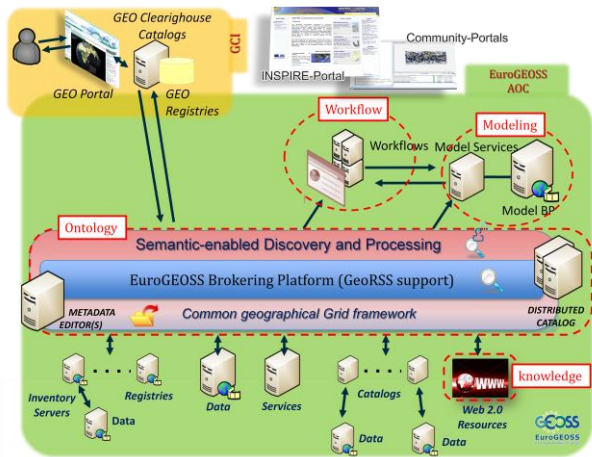 GEO Clearighouse
Catalogs
GCI
GEO Portal
GEO
Registries
INSPIRE-Portal
Community-Portals
EuroGEOSS
AOC
Workflow
Workflows
Modeling
Model Services
Model BP
Ontology
Semantic-enabled Discovery and Processing
EuroGEOSS Brokering Platform (GeoRSS support)
METADATA
EDITOR(S)
Common geographical Grid framework
DISTRIBUTED
CATALOG
Inventory
Servers
Registries
Data
Data
Services
Catalogs
Data
Data
WWW.
Web 2.0
Resources
knowledge
GEOSS
EuroGEOSS